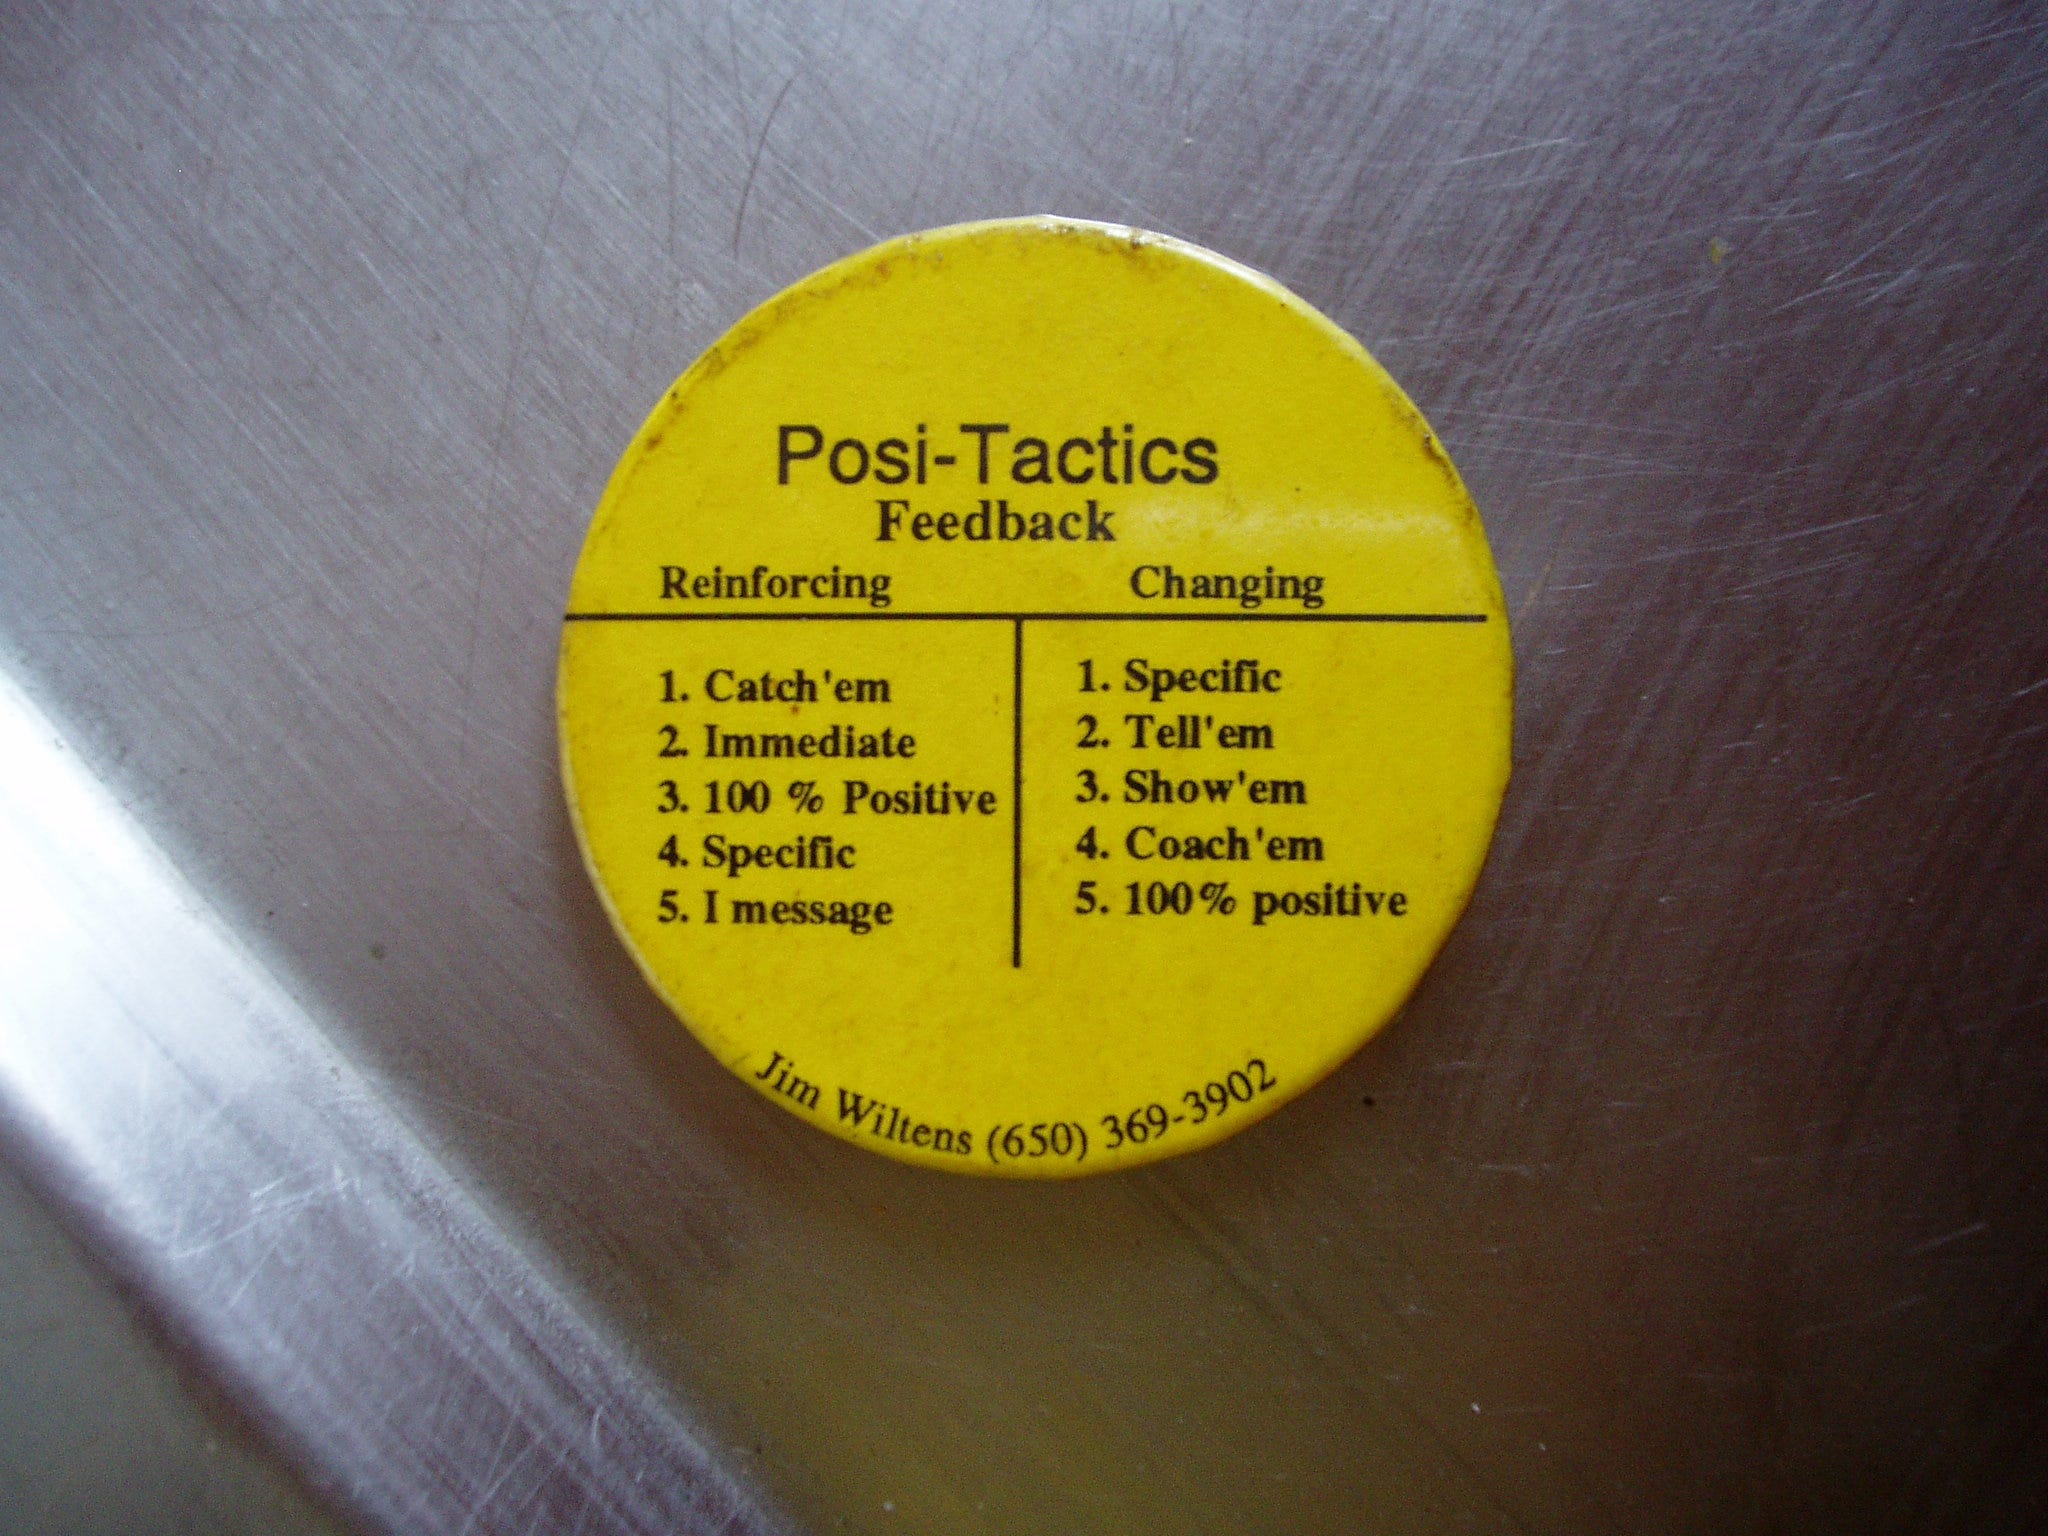 Posi-Tactics
Feedback
Reinforcing
1. Catch'em
2. Immediate
3. 100 % Positive
4. Specific
5. I message
Changing
1. Specific
2. Tell'em
3. Show'em
4. Coach'em
5. 100% positive
Jim Wiltens (650) 369-3902